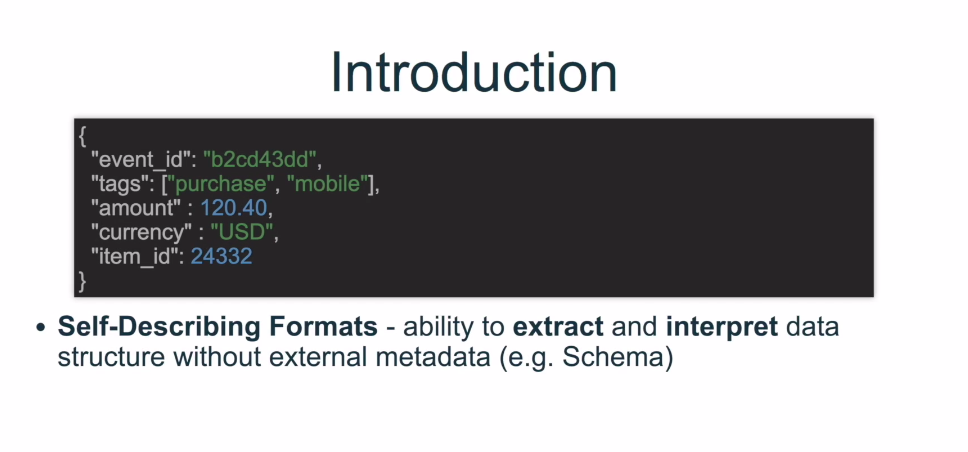 Introduction
{
"event_id": "b2cd43dd",
"tags": ["purchase", "mobile"],
"amount" : 120.40,
"currency" : "USD",
"item_id": 24332
}
• Self-Describing Formats - ability to extract and interpret data
structure without external metadata (e.g. Schema)